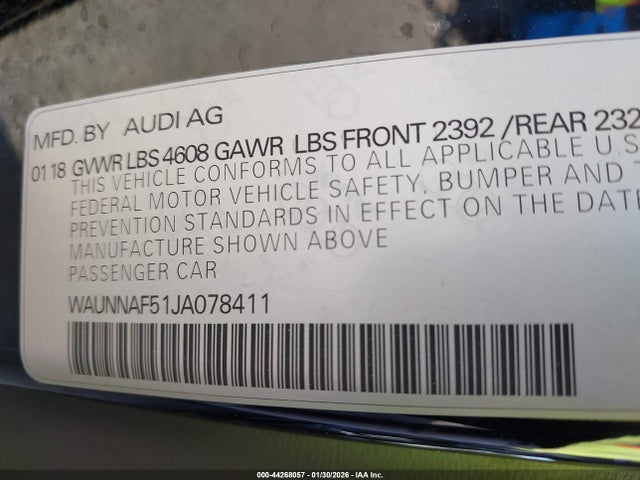 MFD. BY AUDI AG
01 18 GVWR LBS 4608 GAWR LBS FRONT 2392 /REAR 232
THIS VEHICLE CONFORMS TO ALL APPLICABLE U.S
FEDERAL MOTOR VEHICLE SAFETY, BUMPER AND
PREVENTION STANDARDS IN EFFECT ON THE DATE
MANUFACTURE SHOWN ABOVE
PASSENGER CAR
WAUNNAF51JA078411
000-44268057 - 01/30/2026 - IAA Inc.